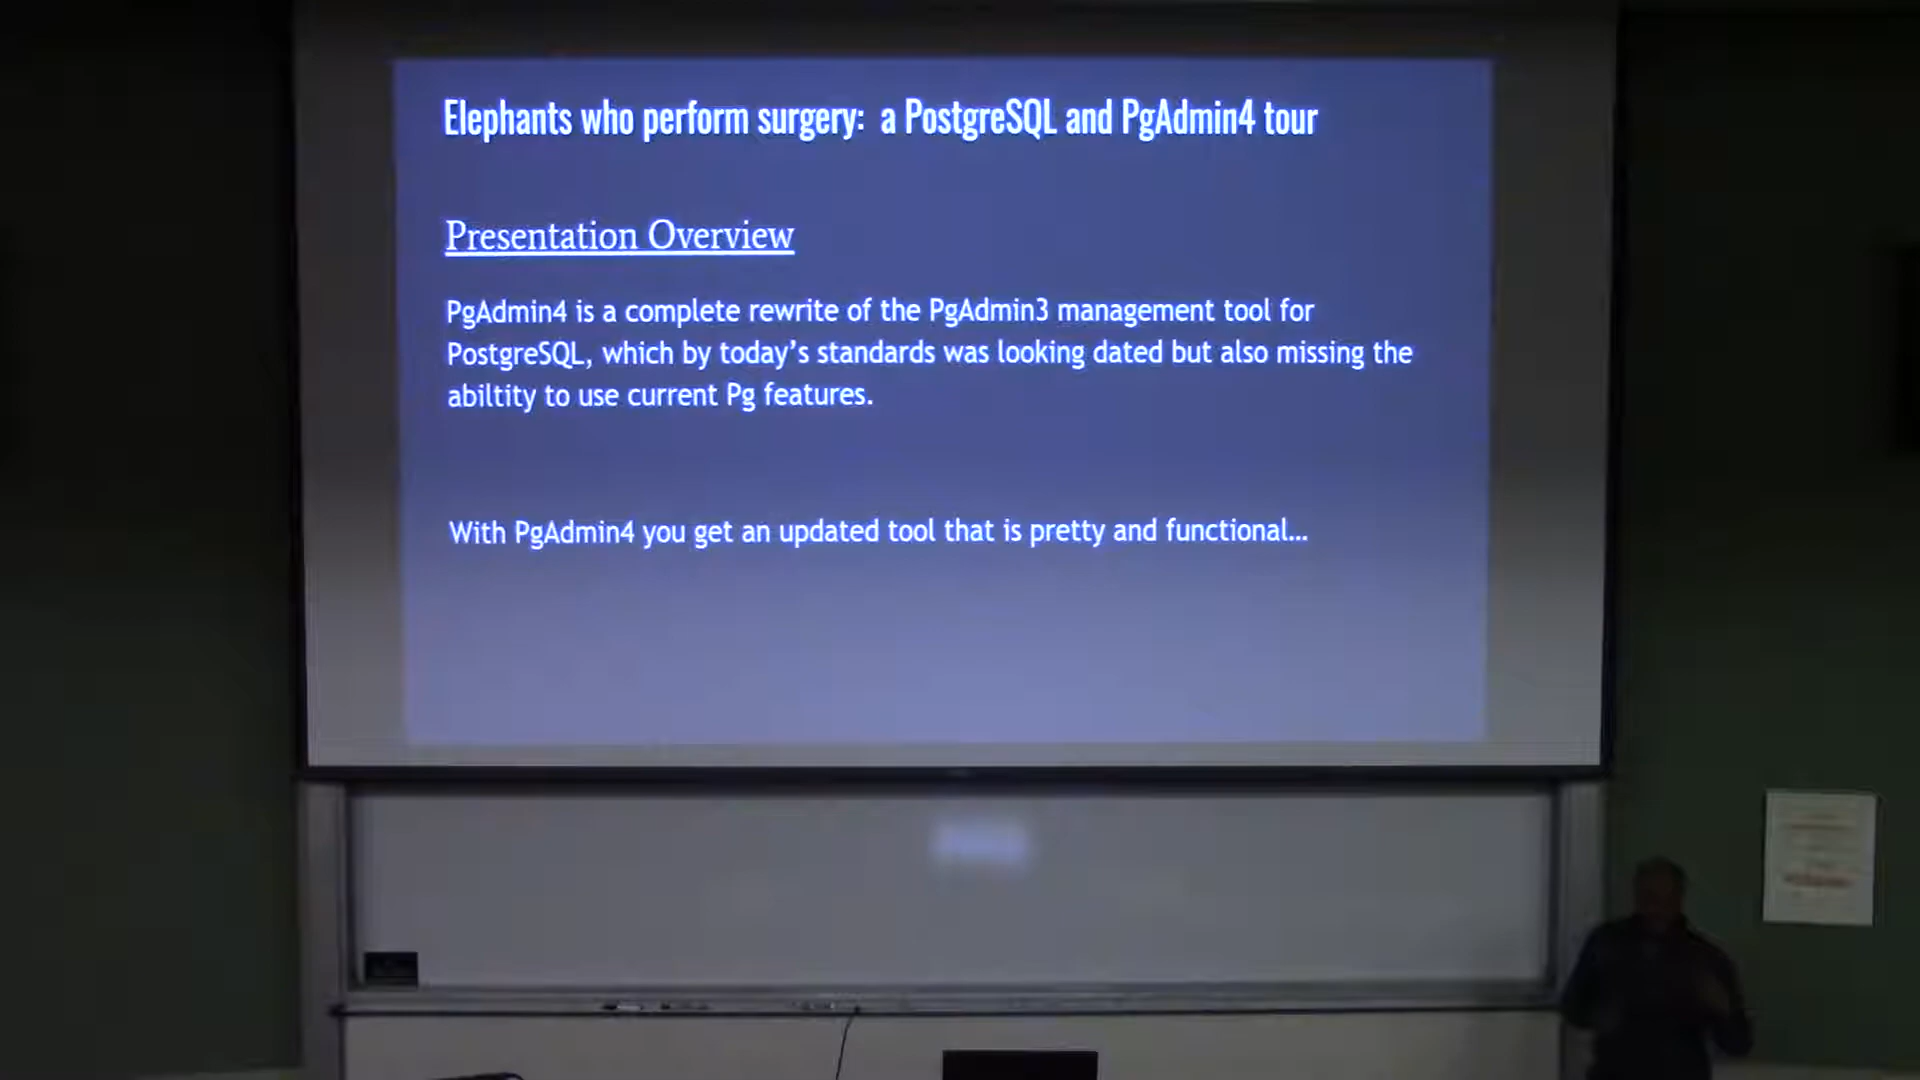 Elephants who perform surgery: a PostgreSQL and PgAdmin4 tour
Presentation Overview
PgAdmin4 is a complete rewrite of the PgAdmin3 management tool for
PostgreSQL, which by today’s standards was looking dated but also missing the
abiltity to use current Pg features.
With PgAdmin4 you get an updated tool that is pretty and functional...